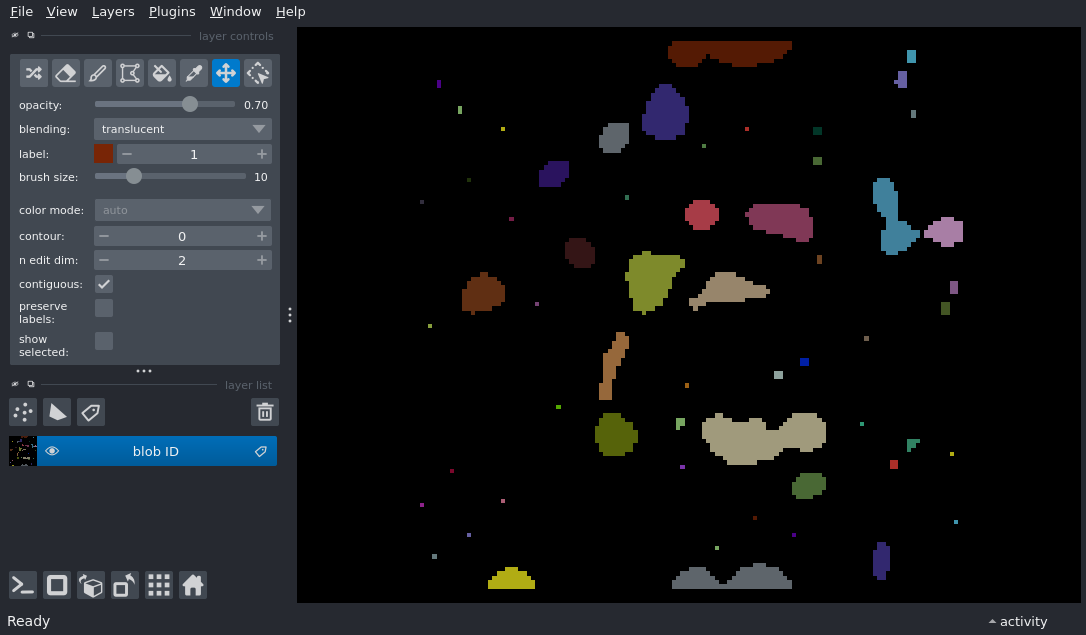 File View Layers Plugins Window Help
layer controls
opacity: 0.70
blending: translucent
label: 1
brush size: 10
color mode: auto
contour: 0
n edit dim: 2
contiguous:
preserve
labels:
show
selected:
layer list
blob ID
Ready
activity